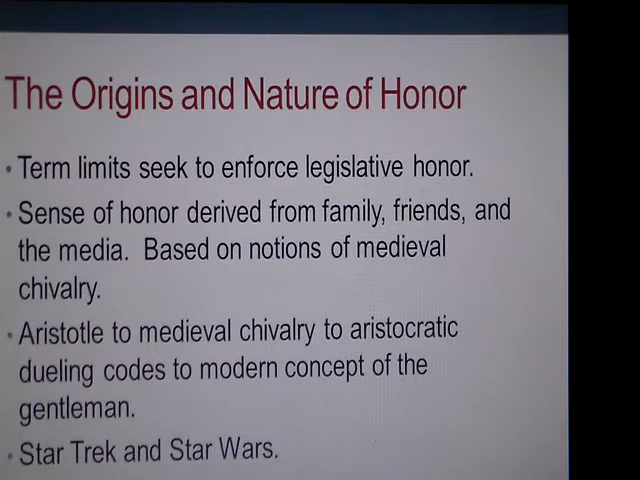 The Origins and Nature of Honor
• Term limits seek to enforce legislative honor.
• Sense of honor derived from family, friends, and
the media.  Based on notions of medieval
chivalry.
• Aristotle to medieval chivalry to aristocratic
dueling codes to modern concept of the
gentleman.
• Star Trek and Star Wars.